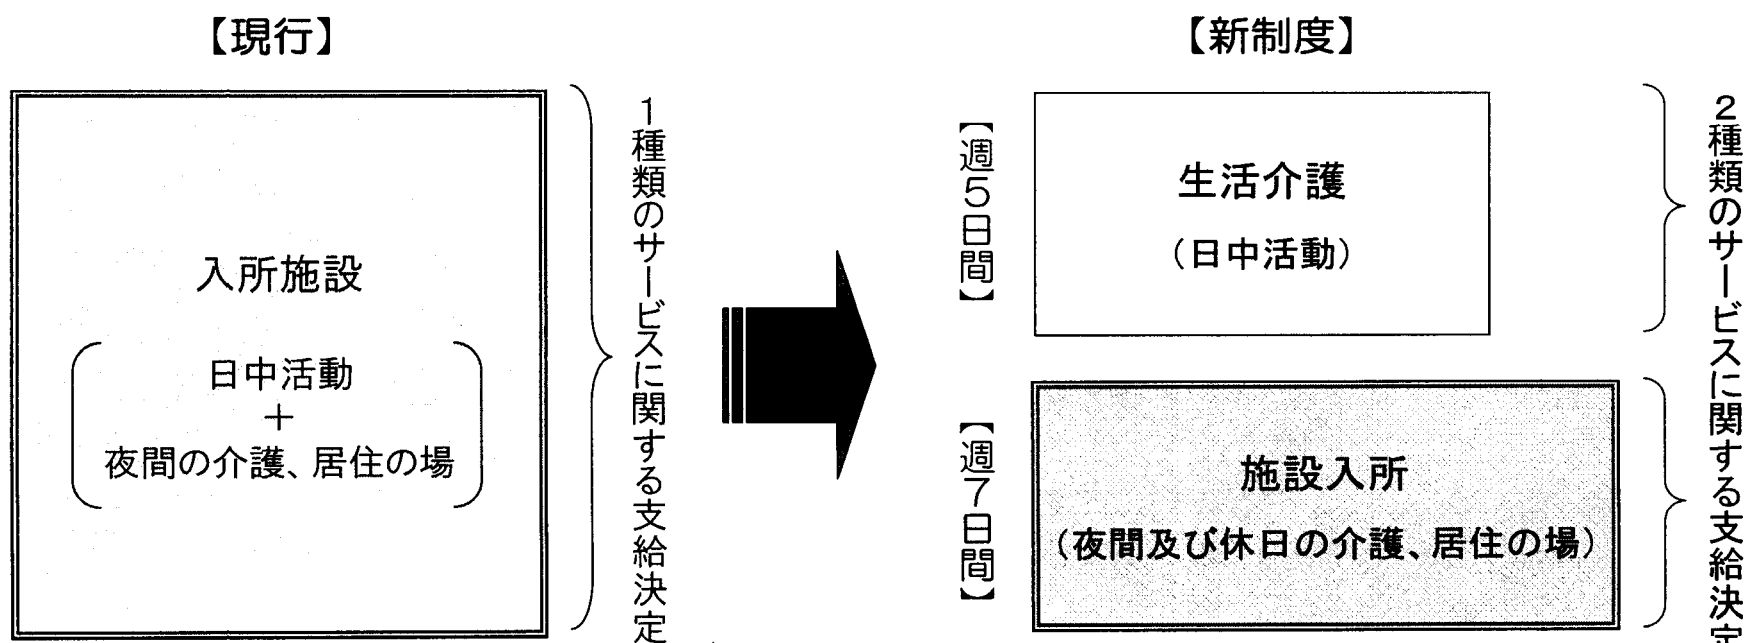 【現行】
入所施設
日中活動
+
夜間の介護、居住の場
1種類のサービスに関する支給決定
【新制度】
【週5日間】
生活介護
(日中活動)
【週7日間】
施設入所
(夜間及び休日の介護、居住の場)
2種類のサービスに関する支給決定